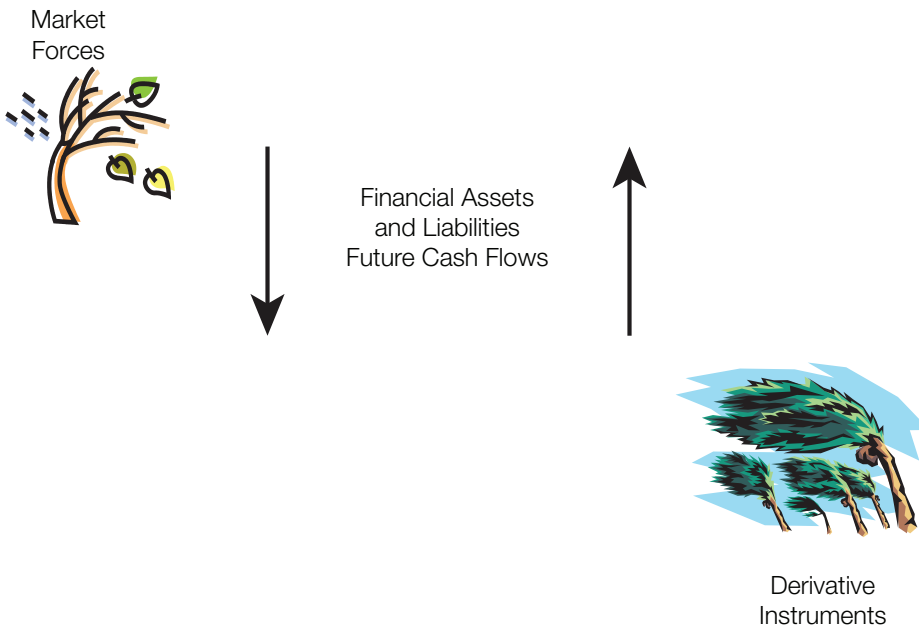 Market
Forces
Financial Assets
and Liabilities
Future Cash Flows
Derivative
Instruments